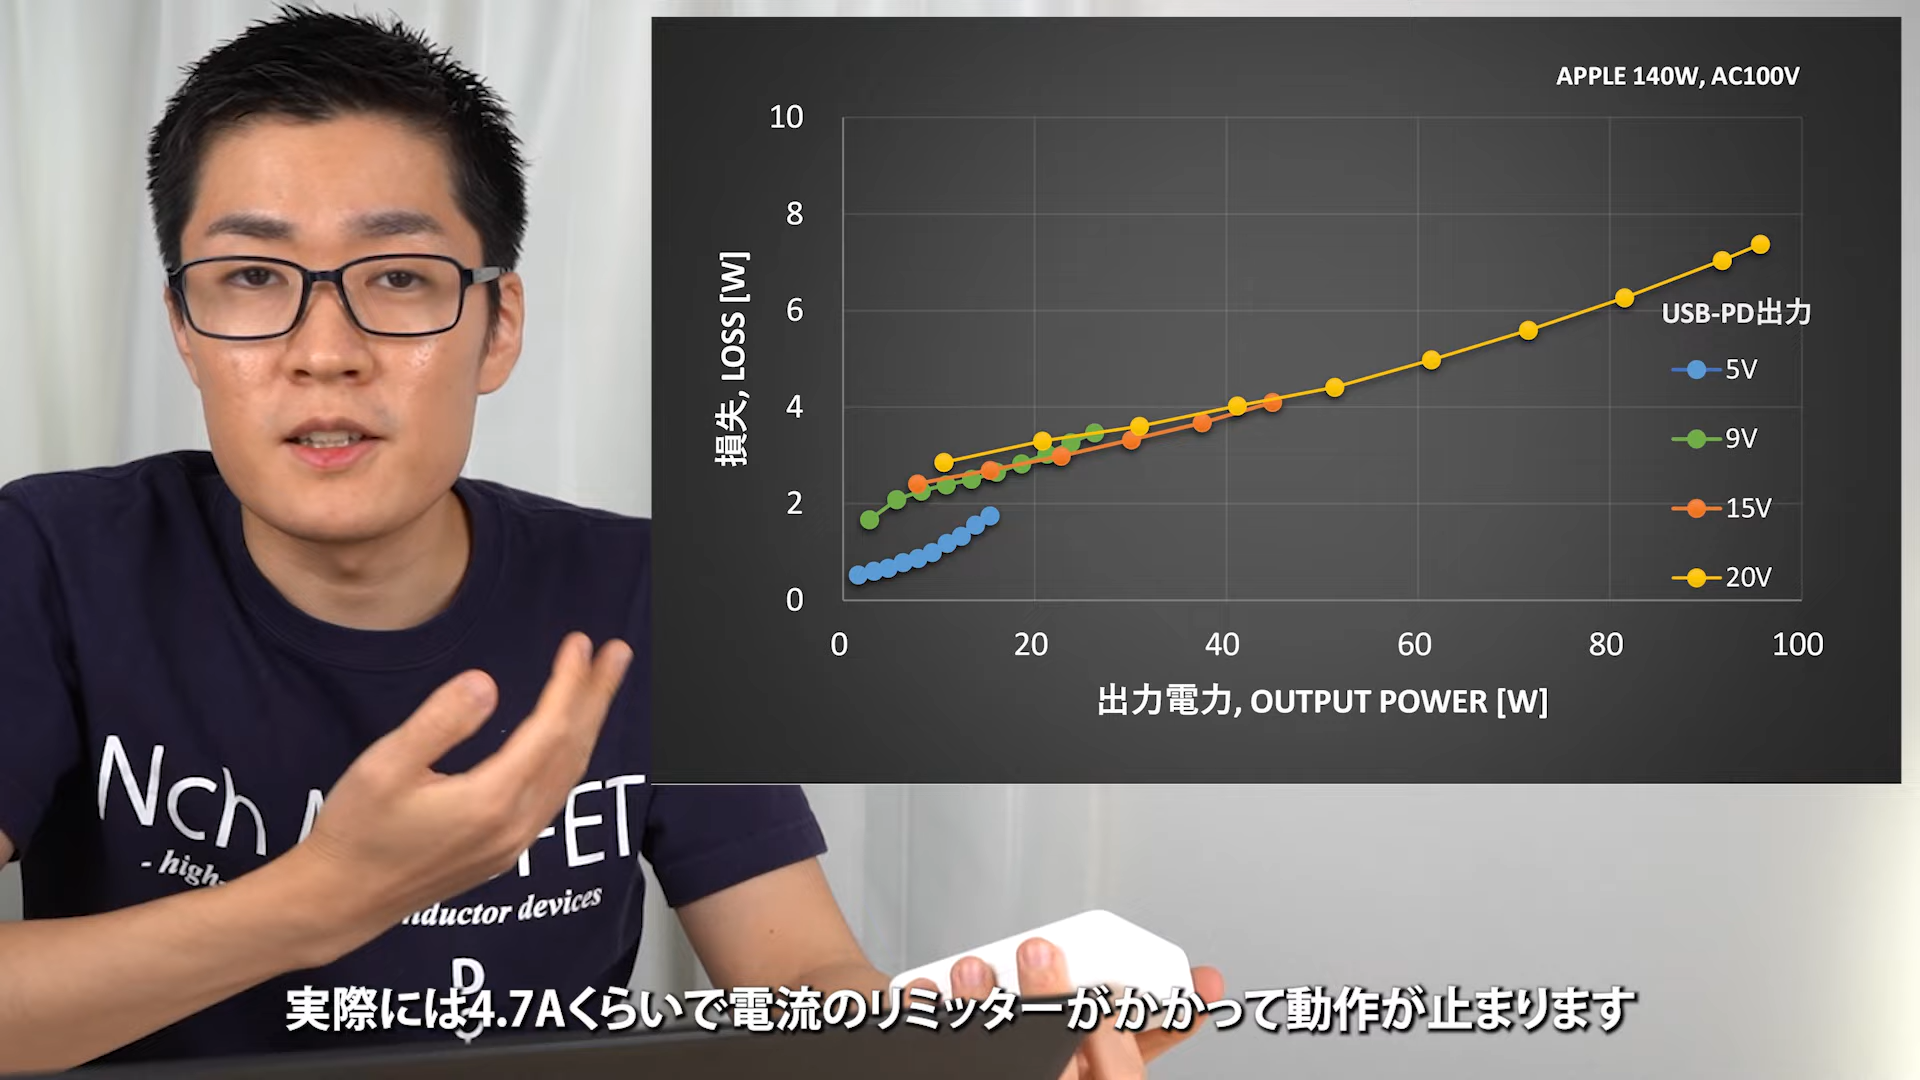 APPLE 140W, AC100V
10
8
6
4
2
0
損失, LOSS [W]
0 20 40 60 80 100
出力電力, OUTPUT POWER [W]
USB-PD出力
5V
9V
15V
20V
Nch
FET
- high-
nductor devices
D
実際には4.7Aくらいで電流のリミッターがかかって動作が止まります